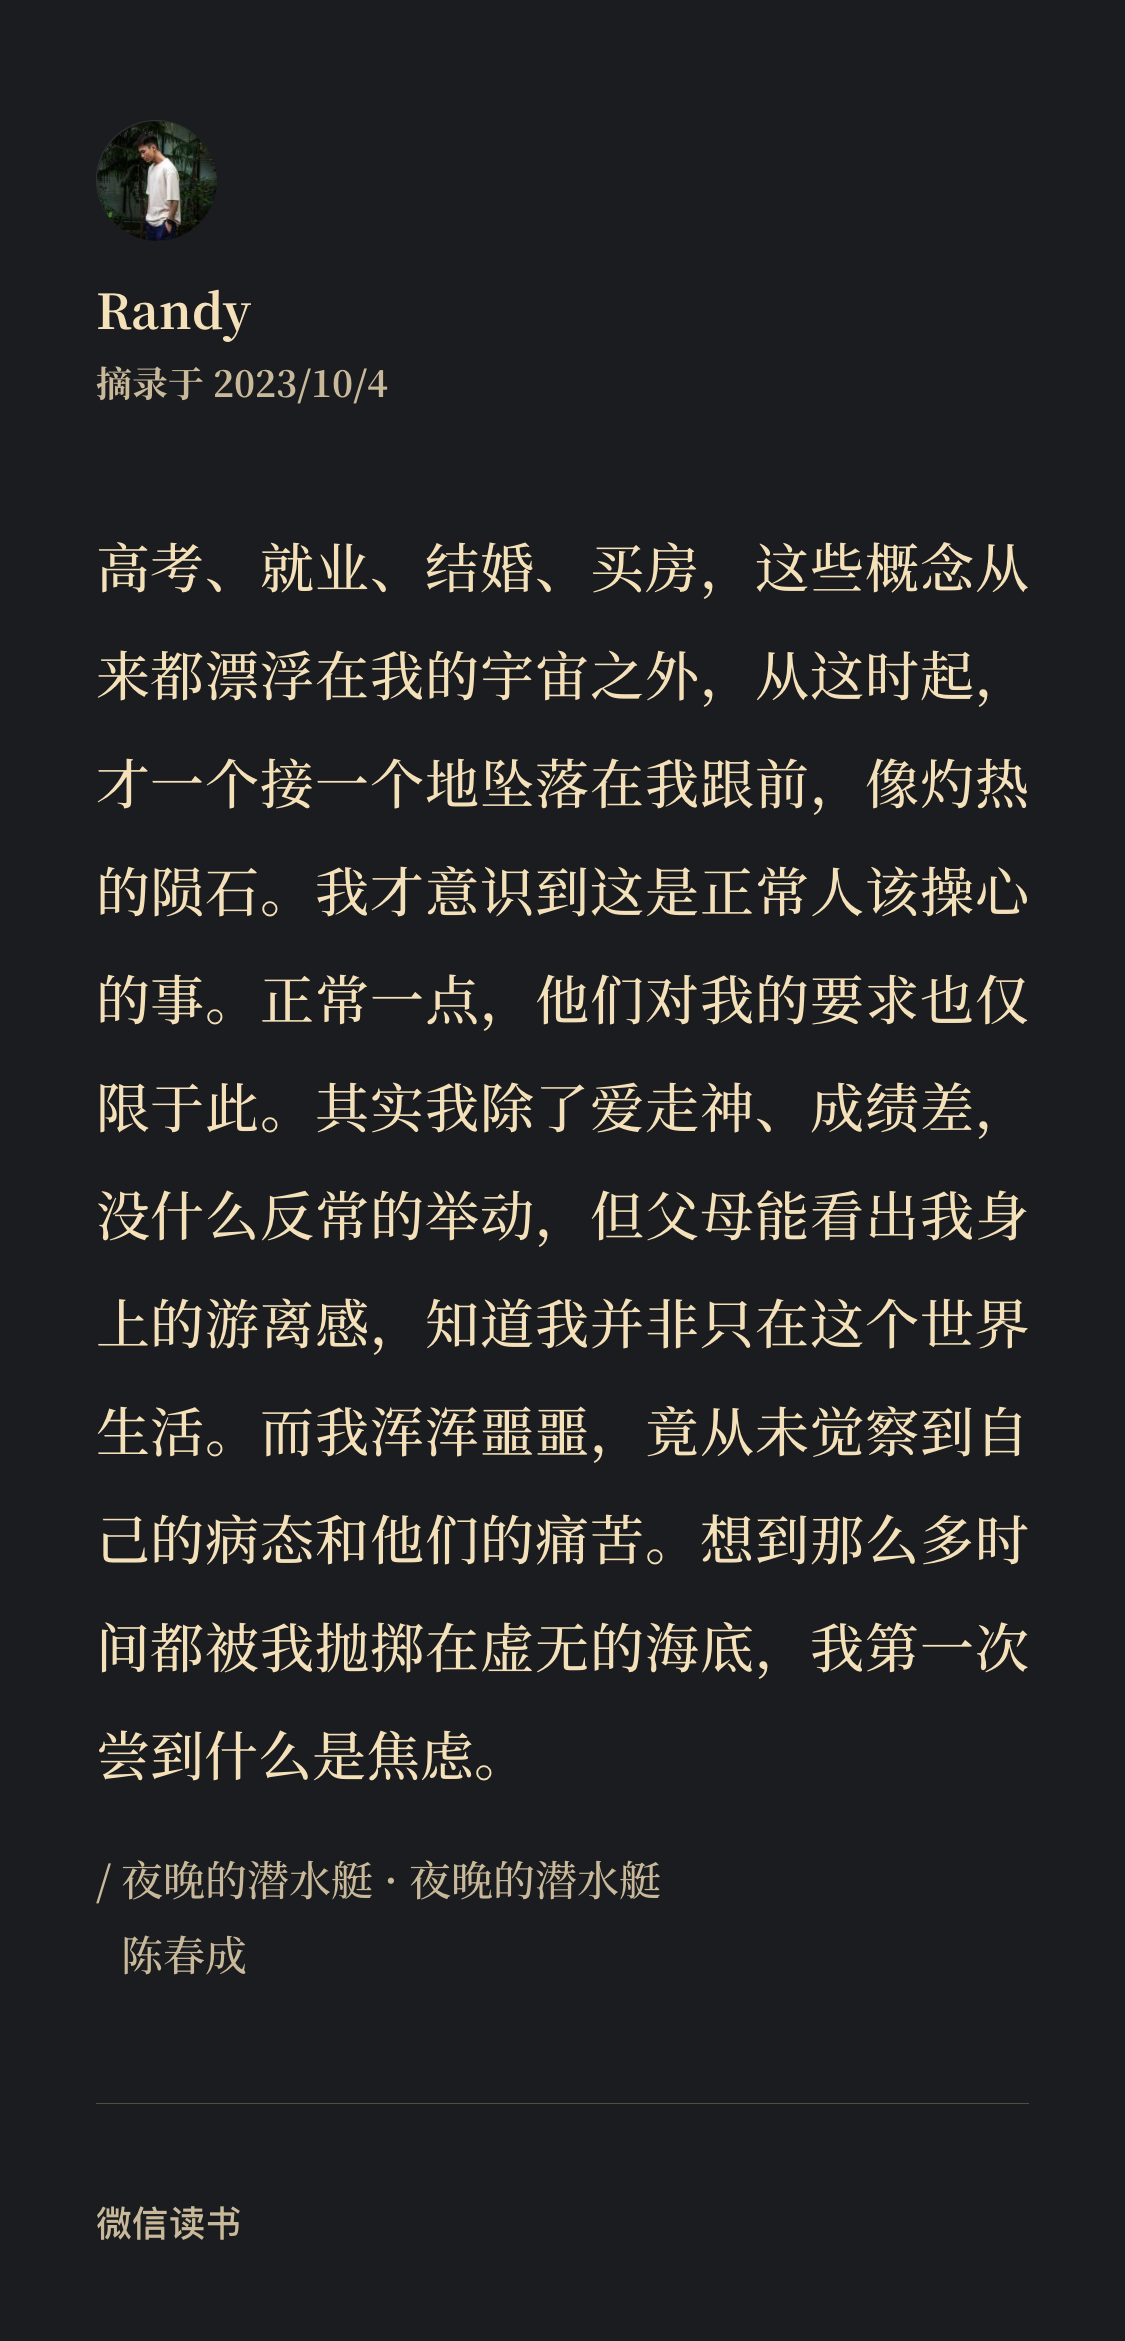 Randy
摘录于 2023/10/4
高考、就业、结婚、买房，这些概念从
来都漂浮在我的宇宙之外，从这时起，
才一个接一个地坠落在我跟前，像灼热
的陨石。我才意识到这是正常人该操心
的事。正常一点，他们对我的要求也仅
限于此。其实我除了爱走神、成绩差，
没什么反常的举动，但父母能看出我身
上的游离感，知道我并非只在这个世界
生活。而我浑浑噩噩，竟从未觉察到自
己的病态和他们的痛苦。想到那么多时
间都被我抛掷在虚无的海底，我第一次
尝到什么是焦虑。
/ 夜晚的潜水艇 · 夜晚的潜水艇
陈春成
微信读书